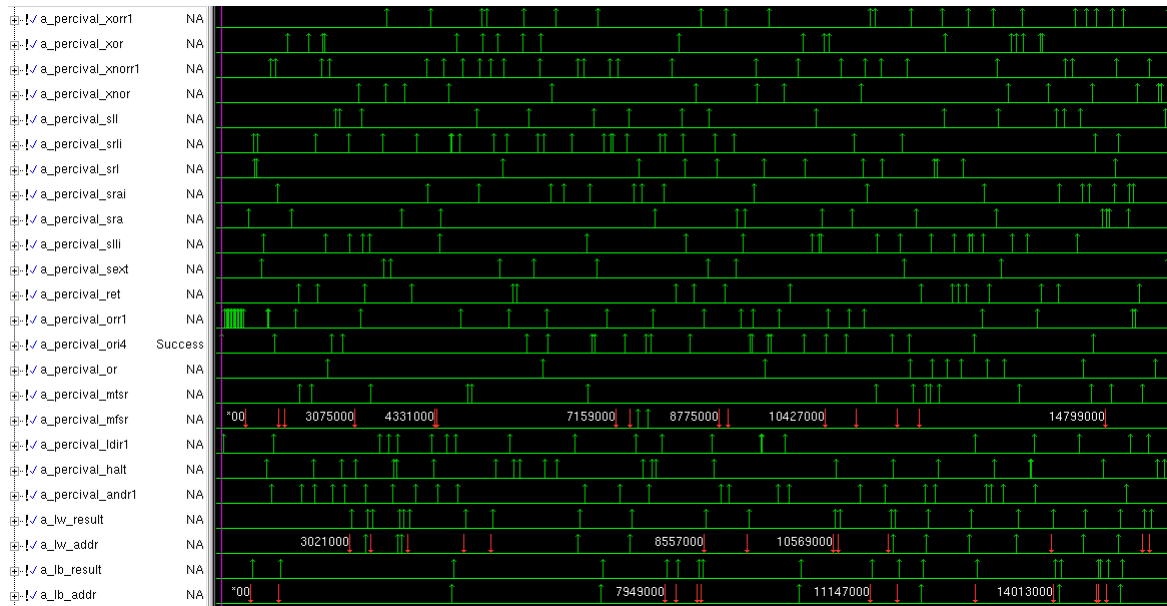 a_percival_xorr1 NA
a_percival_xor NA
a_percival_xnorr1 NA
a_percival_xnor NA
a_percival_sll NA
a_percival_srli NA
a_percival_srl NA
a_percival_srai NA
a_percival_sra NA
a_percival_slli NA
a_percival_sext NA
a_percival_ret NA
a_percival_orr1 NA
a_percival_ori4 Success
a_percival_or NA
a_percival_mtsr NA
a_percival_mfsr NA *00 3075000 4331000 7159000 8775000 10427000 14799000
a_percival_ldir1 NA
a_percival_halt NA
a_percival_andr1 NA
a_lw_result NA
a_lw_addr NA 3021000 8557000 10569000
a_lb_result NA
a_lb_addr NA *00 7949000 11147000 14013000